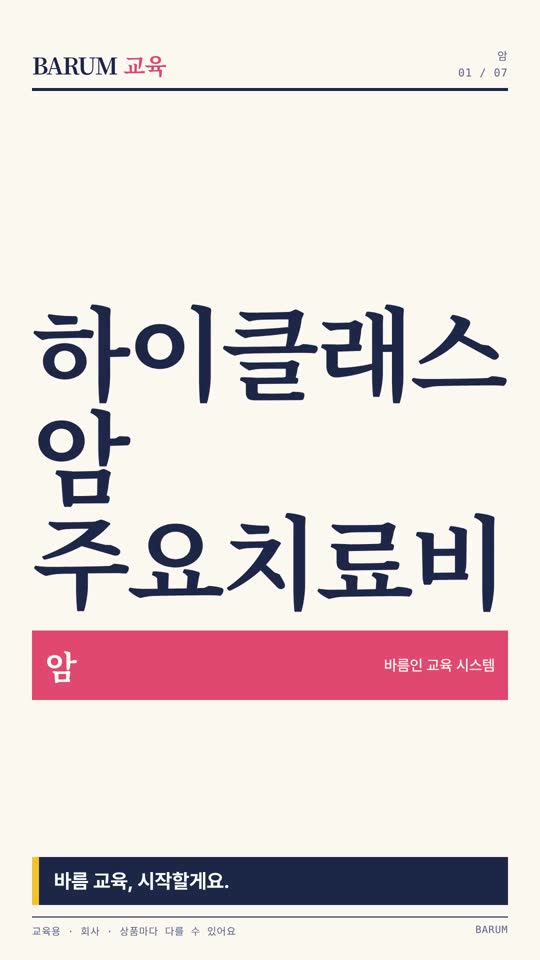 BARUM 교육
암
01 / 07
하이클래스
암
주요치료비
암
바름인 교육 시스템
바름 교육, 시작할게요.
교육용 · 회사 · 상품마다 다를 수 있어요
BARUM